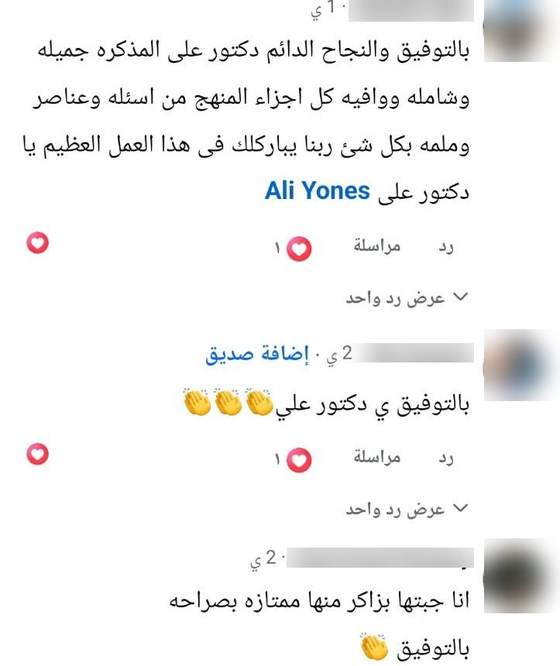 1 ي ·
بالتوفيق والنجاح الدائم دكتور على المذكره جميله
وشامله ووافيه كل اجزاء المنهج من اسئله وعناصر
وملمه بكل شئ ربنا يباركلك فى هذا العمل العظيم يا
دكتور على Ali Yones
رد مراسلة ١
عرض رد واحد
2 ي · إضافة صديق
بالتوفيق ي دكتور علي👏👏👏
رد مراسلة ١
عرض رد واحد
2 ي ·
انا جبتها بزاكر منها ممتازه بصراحه
بالتوفيق 👏